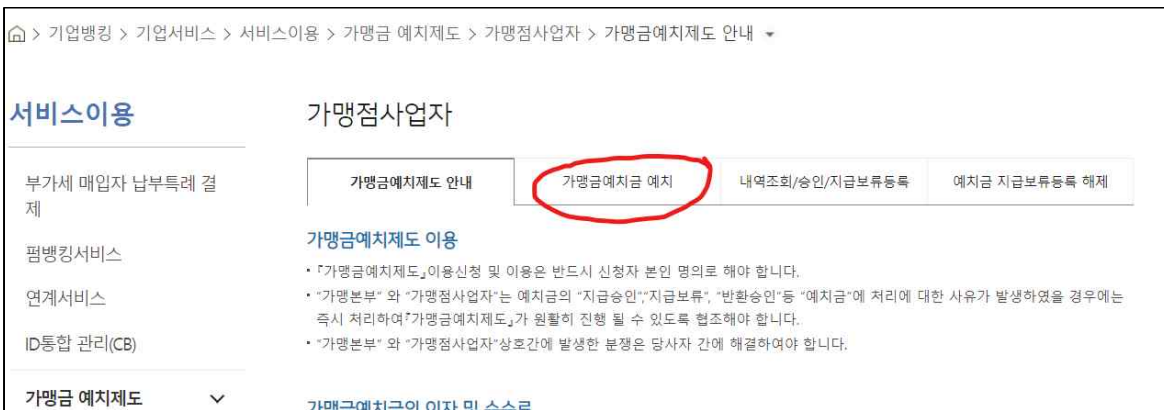 > 기업뱅킹 > 기업서비스 > 서비스이용 > 가맹금 예치제도 > 가맹점사업자 > 가맹금예치제도 안내
서비스이용
가맹점사업자
부가세 매입자 납부특례 결
제
펌뱅킹서비스
연계서비스
ID통합 관리(CB)
가맹금 예치제도
가맹금예치제도 안내
가맹금예치금 예치
내역조회/승인/지급보류등록
예치금 지급보류등록 해제
가맹금예치제도 이용
• 『가맹금예치제도』이용신청 및 이용은 반드시 신청자 본인 명의로 해야 합니다.
• “가맹본부” 와 “가맹점사업자”는 예치금의 “지급승인”,”지급보류”, “반환승인”등 “예치금”에 처리에 대한 사유가 발생하였을 경우에는
즉시 처리하여『가맹금예치제도』가 원활히 진행 될 수 있도록 협조해야 합니다.
• “가맹본부” 와 “가맹점사업자”상호간에 발생한 분쟁은 당사자 간에 해결하여야 합니다.
가맹금예치금의 이자 및 수수료